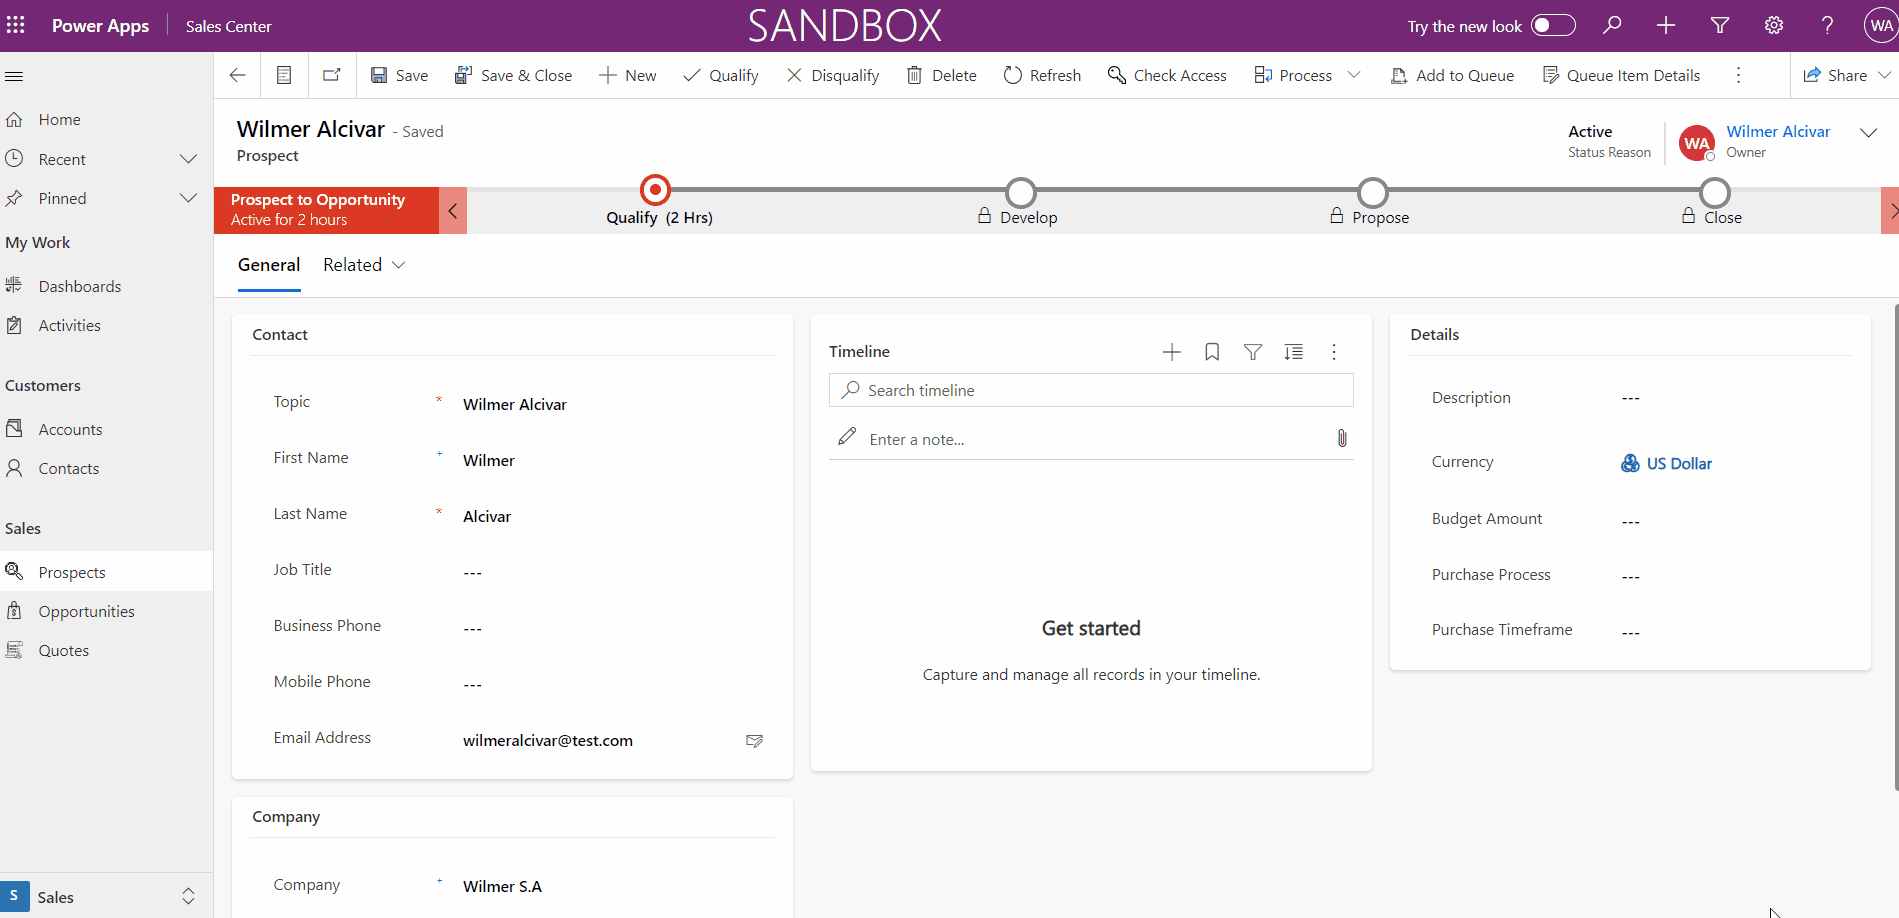 Power Apps Sales Center SANDBOX Try the new look WA
Save Save & Close New Qualify Disqualify Delete Refresh Check Access Process Add to Queue Queue Item Details Share
Home
Recent
Pinned
My Work
Dashboards
Activities
Customers
Accounts
Contacts
Sales
Prospects
Opportunities
Quotes
S Sales
Wilmer Alcivar - Saved
Prospect
Active
Status Reason
WA
Wilmer Alcivar
Owner
Prospect to Opportunity
Active for 2 hours
Qualify (2 Hrs) Develop Propose Close
General Related
Contact
Topic * Wilmer Alcivar
First Name + Wilmer
Last Name * Alcivar
Job Title ---
Business Phone ---
Mobile Phone ---
Email Address wilmeralcivar@test.com
Company
Company + Wilmer S.A
Timeline
Search timeline
Enter a note...
Get started
Capture and manage all records in your timeline.
Details
Description ---
Currency US Dollar
Budget Amount ---
Purchase Process ---
Purchase Timeframe ---